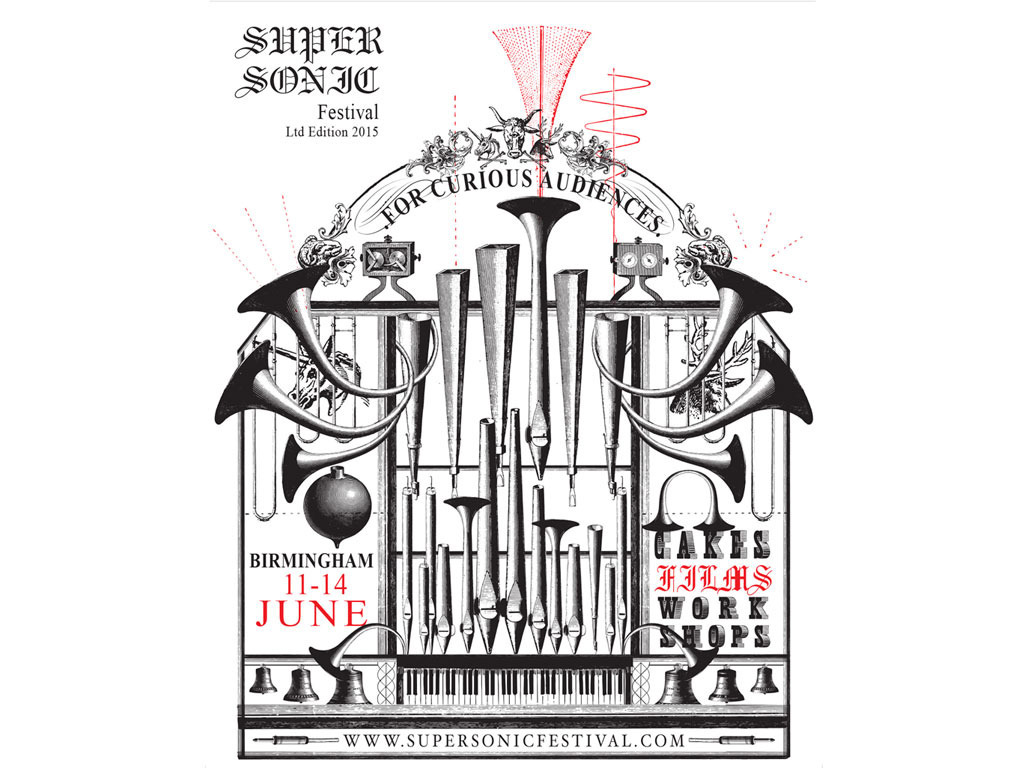 SUPER
SONIC
Festival
Ltd Edition 2015
.FOR CURIOUS AUDIENCES.
BIRMINGHAM
11-14
JUNE
CAKES
FILMS
WORK
SHOPS
WWW.SUPERSONICFESTIVAL.COM